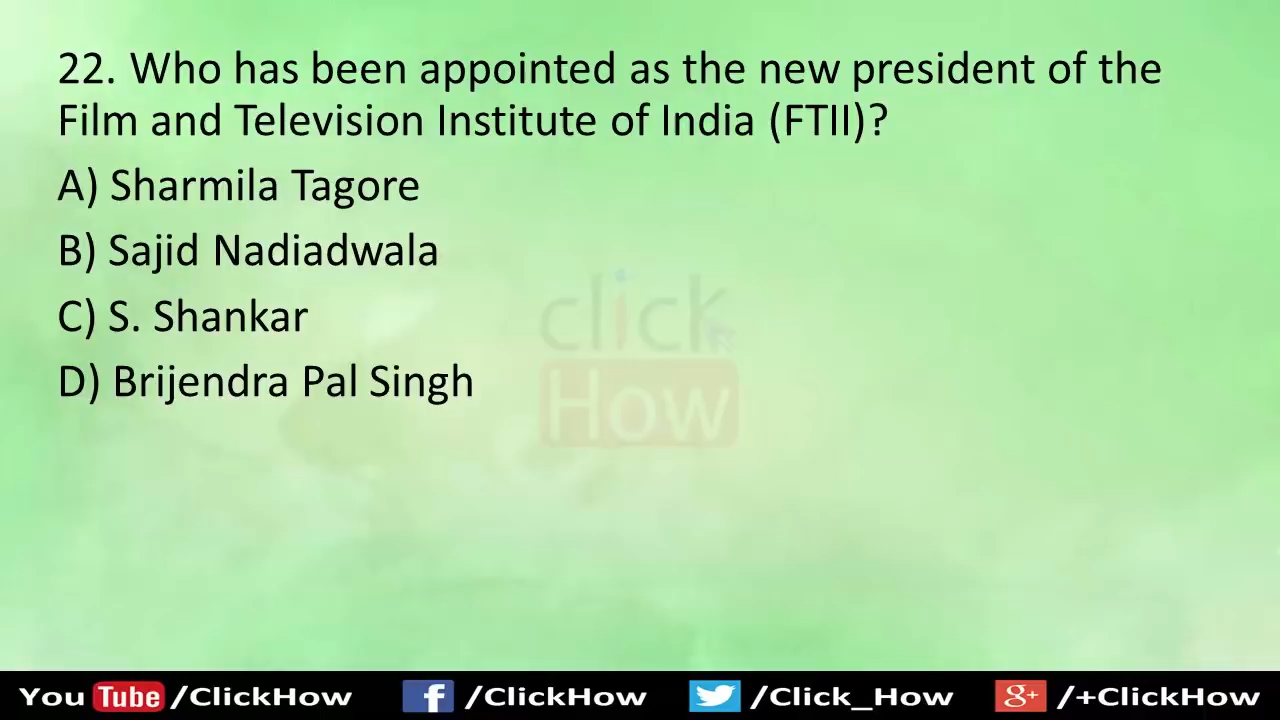 22. Who has been appointed as the new president of the
Film and Television Institute of India (FTII)?
A) Sharmila Tagore
B) Sajid Nadiadwala
C) S. Shankar
D) Brijendra Pal Singh
click
How
You Tube /ClickHow f /ClickHow /Click_How g+ /+ClickHow